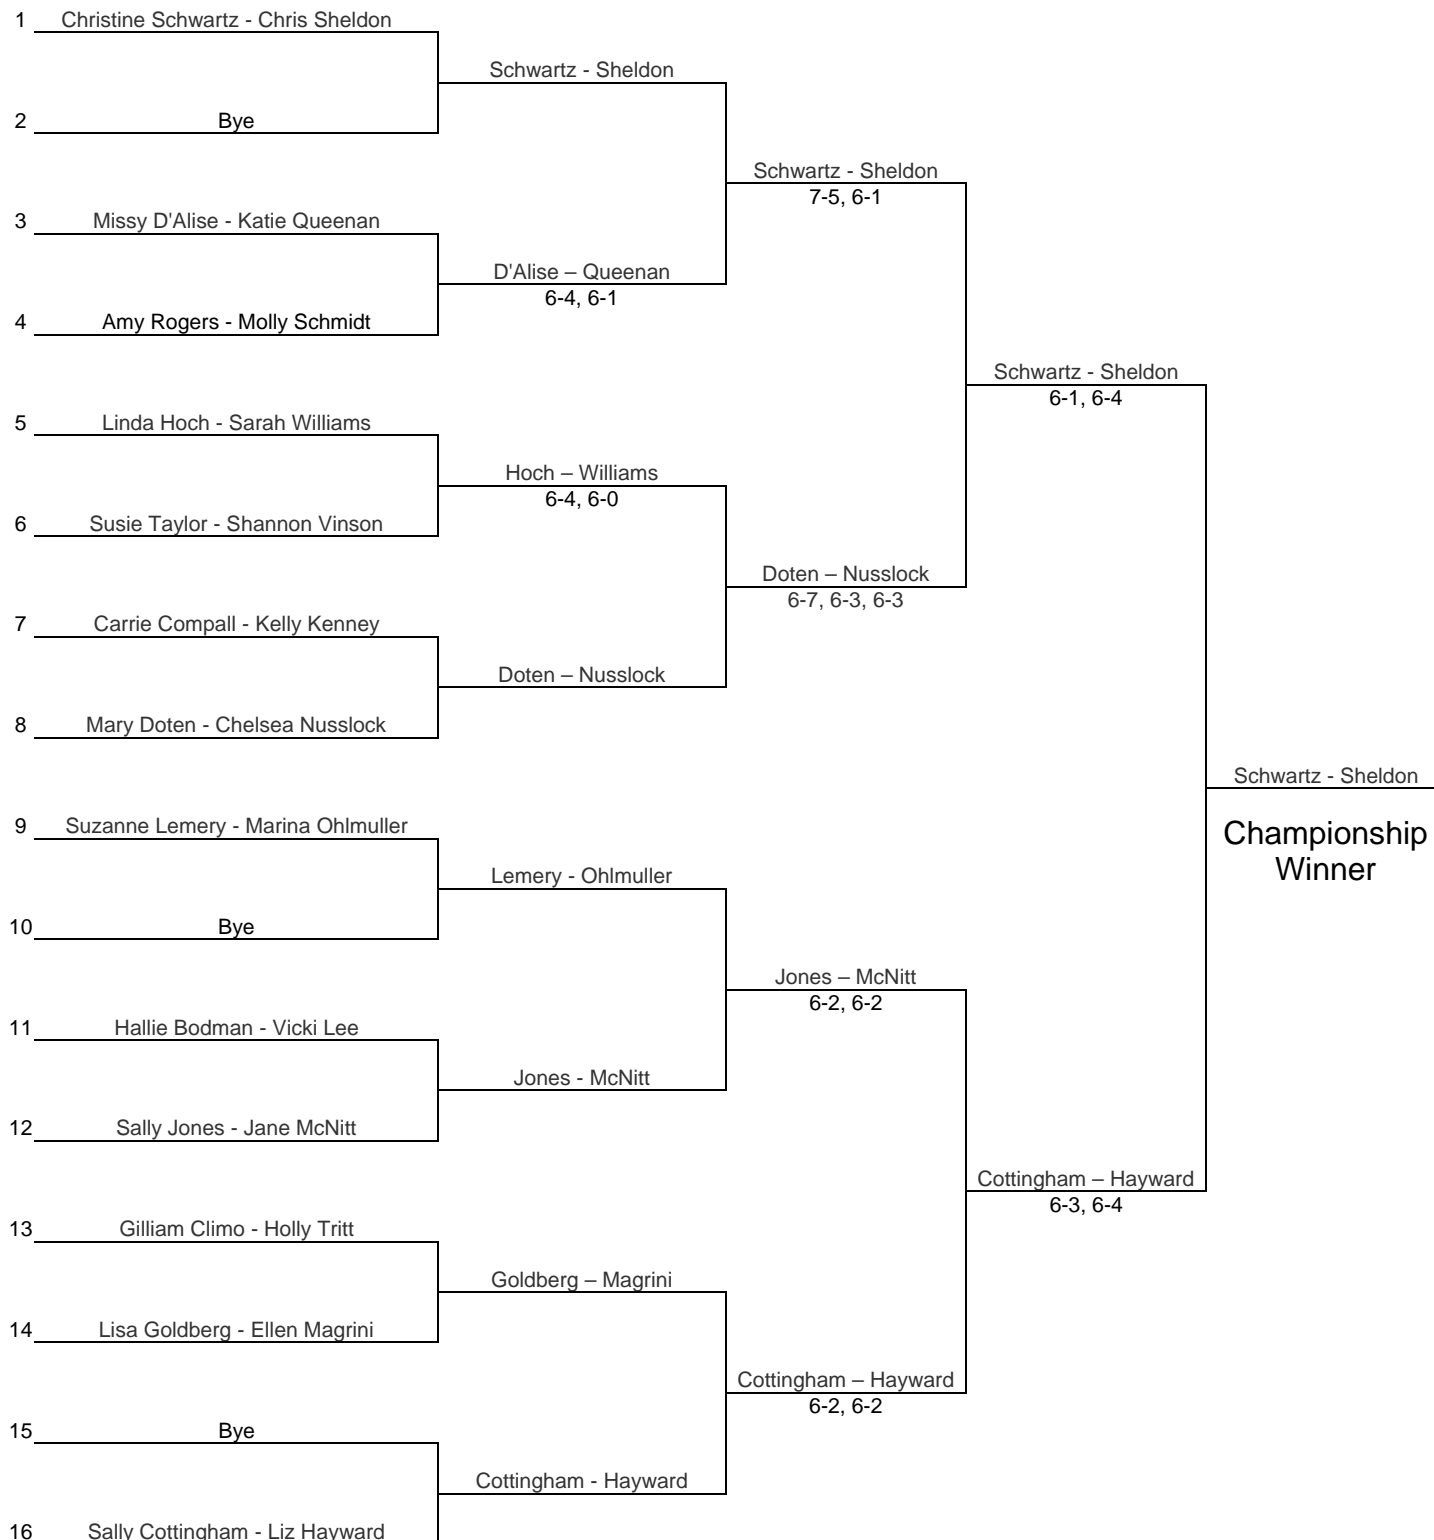 1 Christine Schwartz - Chris Sheldon
Schwartz - Sheldon
2 Bye
Schwartz - Sheldon
7-5, 6-1
3 Missy D'Alise - Katie Queenan
D'Alise – Queenan
6-4, 6-1
4 Amy Rogers - Molly Schmidt
Schwartz - Sheldon
6-1, 6-4
5 Linda Hoch - Sarah Williams
Hoch – Williams
6-4, 6-0
6 Susie Taylor - Shannon Vinson
Doten – Nusslock
6-7, 6-3, 6-3
7 Carrie Compall - Kelly Kenney
Doten – Nusslock
8 Mary Doten - Chelsea Nusslock
Schwartz - Sheldon
Championship
Winner
9 Suzanne Lemery - Marina Ohlmuller
Lemery - Ohlmuller
10 Bye
Jones – McNitt
6-2, 6-2
11 Hallie Bodman - Vicki Lee
Jones - McNitt
12 Sally Jones - Jane McNitt
Cottingham – Hayward
6-3, 6-4
13 Gilliam Climo - Holly Tritt
Goldberg – Magrini
14 Lisa Goldberg - Ellen Magrini
Cottingham – Hayward
6-2, 6-2
15 Bye
Cottingham - Hayward
16 Sally Cottingham - Liz Hayward